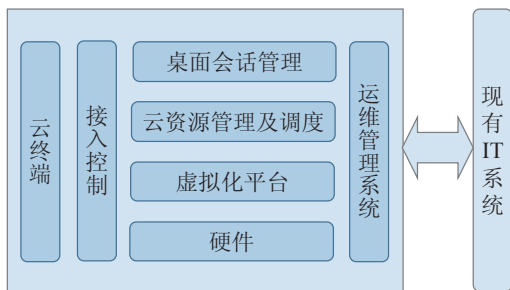 云终端
接入控制
桌面会话管理
云资源管理及调度
虚拟化平台
硬件
运维管理系统
现有IT系统